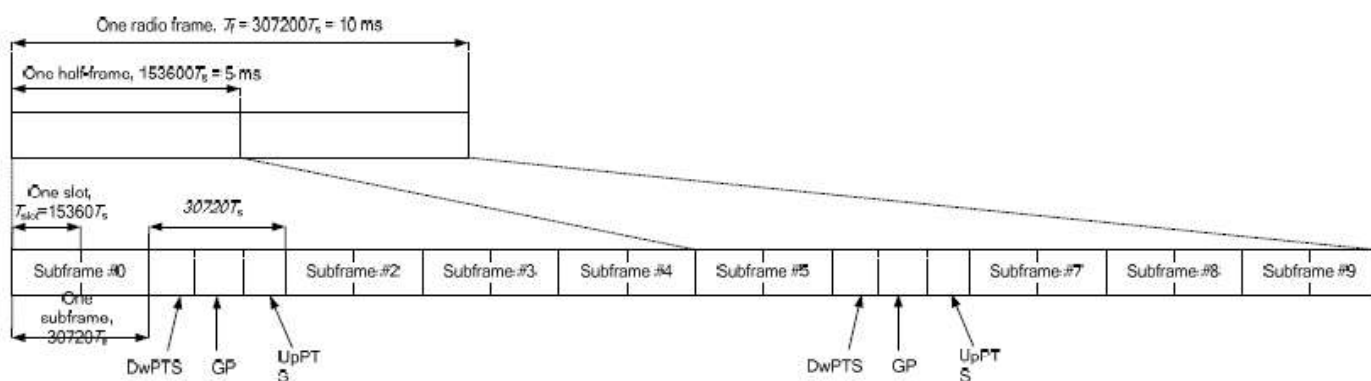 One radio frame, Tf = 307200Ts = 10 ms
One half-frame, 153600Ts = 5 ms
One slot,
Tslot=15360Ts
30720Ts
Subframe #0
Subframe #2
Subframe #3
Subframe #4
Subframe #5
Subframe #7
Subframe #8
Subframe #9
One
subframe,
30720Ts
DwPTS
GP
UpPT
S
DwPTS
GP
UpPT
S